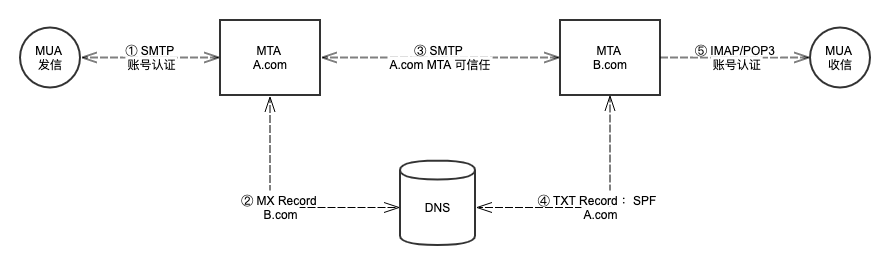 MUA
发信
① SMTP
账号认证
MTA
A.com
③ SMTP
A.com MTA 可信任
MTA
B.com
⑤ IMAP/POP3
账号认证
MUA
收信
② MX Record
B.com
DNS
④ TXT Record： SPF
A.com